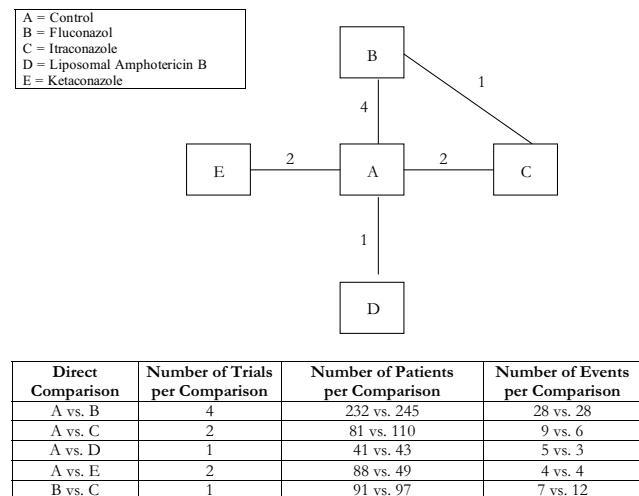 A = Control
B = Fluconazol
C = Itraconazole
D = Liposomal Amphotericin B
E = Ketaconazole
B
1
4
E
2
A
2
C
1
D
Direct Comparison | Number of Trials per Comparison | Number of Patients per Comparison | Number of Events per Comparison
A vs. B | 4 | 232 vs. 245 | 28 vs. 28
A vs. C | 2 | 81 vs. 110 | 9 vs. 6
A vs. D | 1 | 41 vs. 43 | 5 vs. 3
A vs. E | 2 | 88 vs. 49 | 4 vs. 4
B vs. C | 1 | 91 vs. 97 | 7 vs. 12